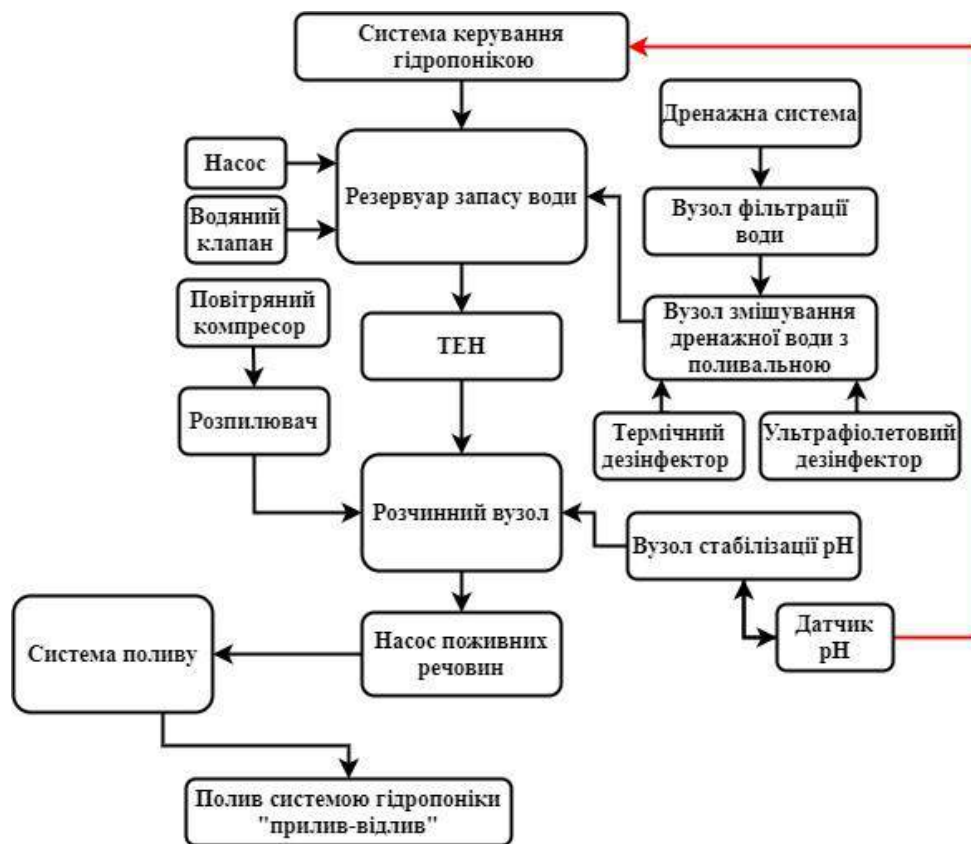 Система керування
гідропонікою
Дренажна система
Насос
Резервуар запасу води
Водяний
клапан
Вузол фільтрації
води
Повітряний
компресор
ТЕН
Вузол змішування
дренажної води з
поливальною
Розпилювач
Термічний
дезінфектор
Ультрафіолетовий
дезінфектор
Розчинний вузол
Вузол стабілізації рН
Система поливу
Насос поживних
речовин
Датчик
рН
Полив системою гідропоніки
"прилив-відлив"